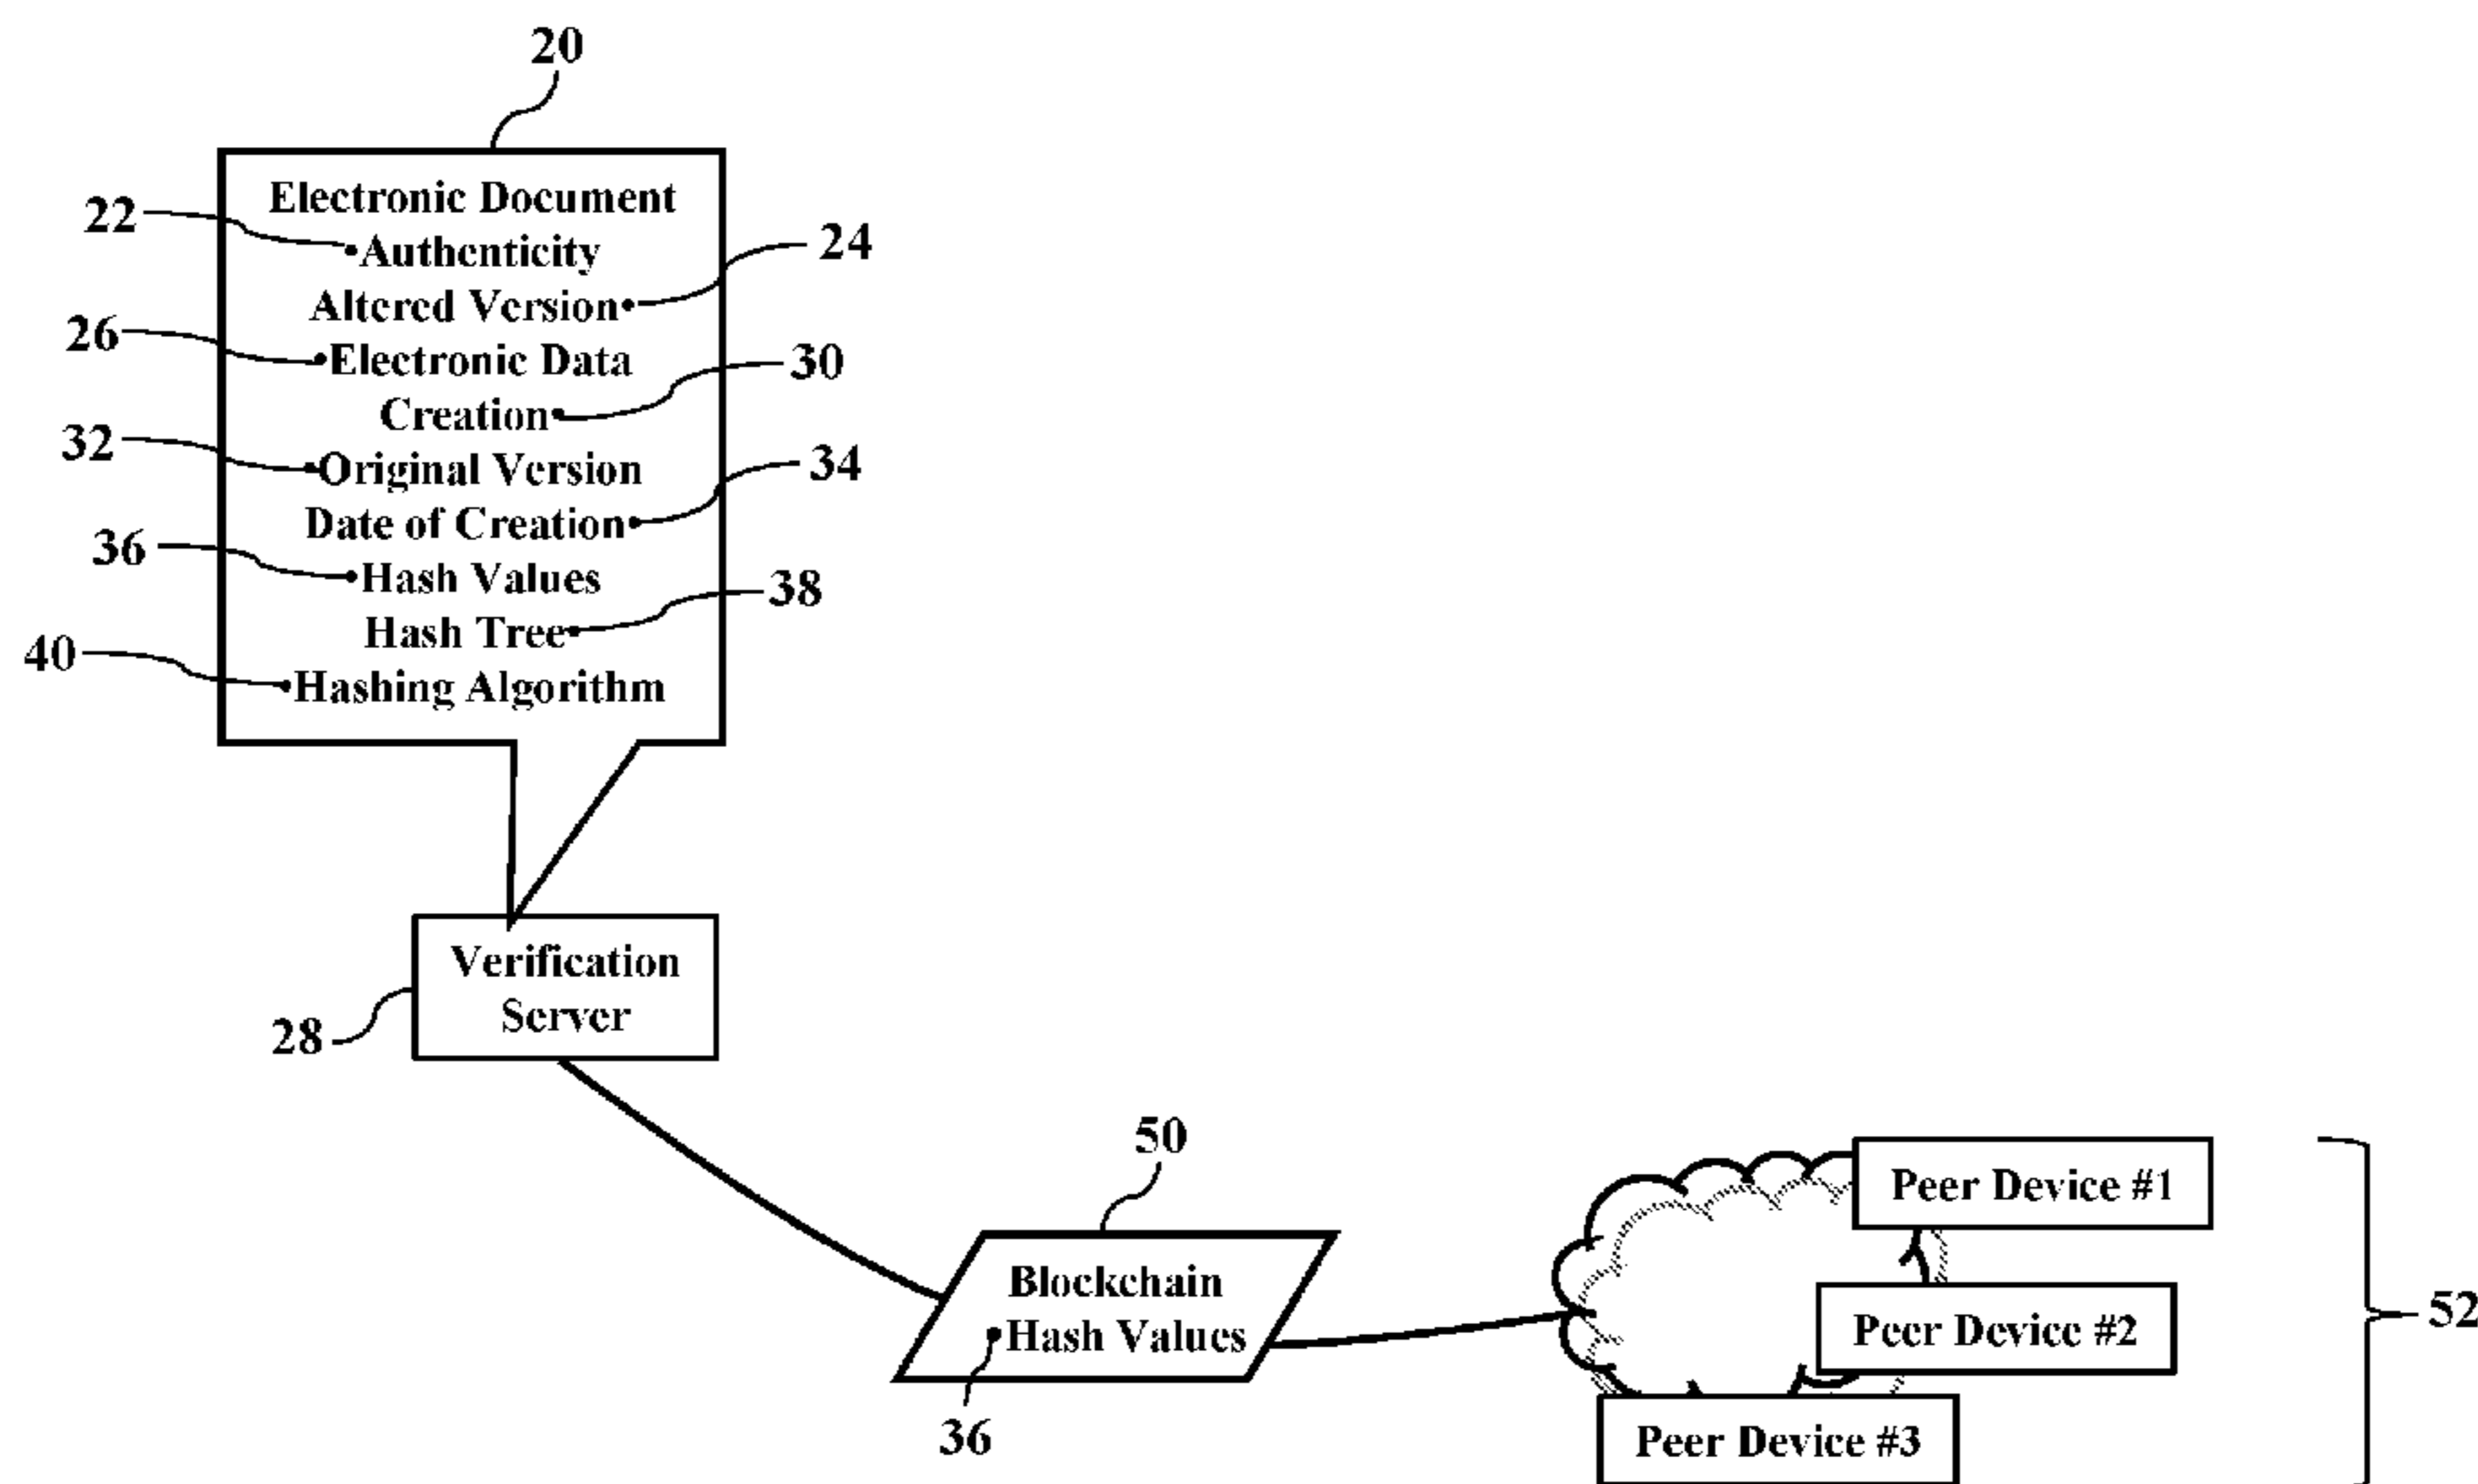 20
Electronic Document
22
•Authenticity
24
Altered Version•
26
•Electronic Data
30
Creation•
32
•Original Version
34
Date of Creation•
36
•Hash Values
38
Hash Tree•
40
•Hashing Algorithm
Verification
Server
28
50
Blockchain
•Hash Values
36
Peer Device #1
Peer Device #2
52
Peer Device #3